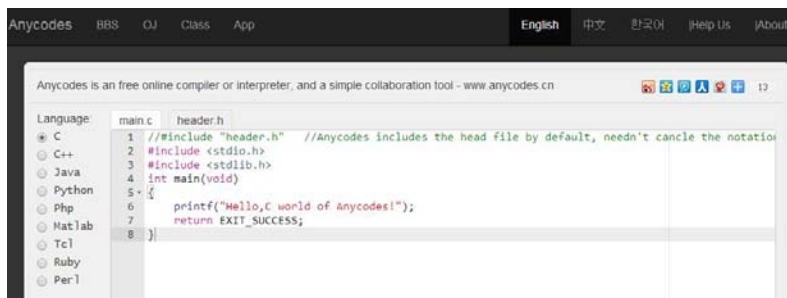 Anycodes BBS OJ Class App English 中文 한국어 |Help Us |About
Anycodes is an free online compiler or interpreter, and a simple collaboration tool - www.anycodes.cn 13
Language: main.c header.h
C
C++
Java
Python
Php
Matlab
Tcl
Ruby
Perl
1 //#include "header.h" //Anycodes includes the head file by default, needn't cancle the notation
2 #include <stdio.h>
3 #include <stdlib.h>
4 int main(void)
5 {
6 printf("Hello,C world of Anycodes!");
7 return EXIT_SUCCESS;
8 }